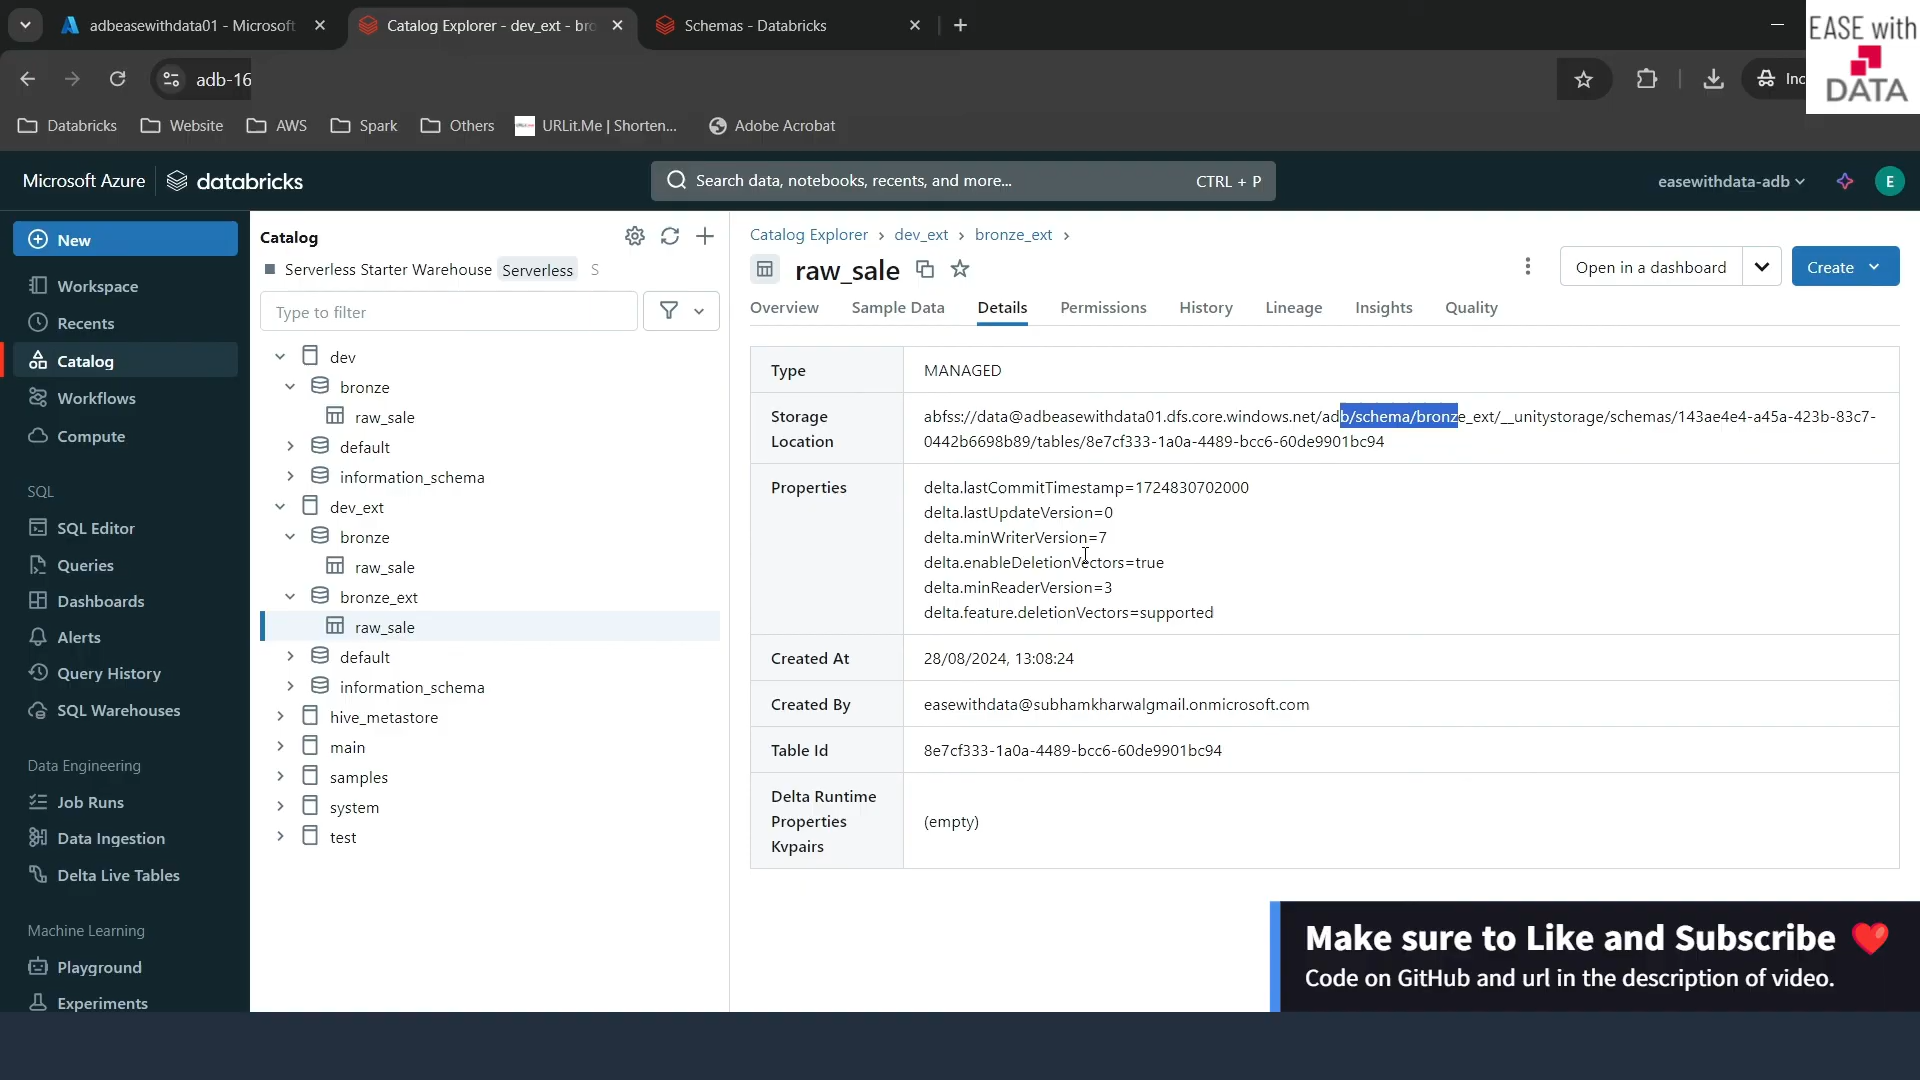 adbeasewithdata01 - Microsoft
Catalog Explorer - dev_ext - bro
Schemas - Databricks
EASE with
DATA
adb-16
Inc
Databricks
Website
AWS
Spark
Others
URLit.Me | Shorten...
Adobe Acrobat
Microsoft Azure
databricks
Search data, notebooks, recents, and more...
CTRL + P
easewithdata-adb
E
New
Workspace
Recents
Catalog
Workflows
Compute
SQL
SQL Editor
Queries
Dashboards
Alerts
Query History
SQL Warehouses
Data Engineering
Job Runs
Data Ingestion
Delta Live Tables
Machine Learning
Playground
Experiments
Catalog
Serverless Starter Warehouse Serverless S
Type to filter
dev
bronze
raw_sale
default
information_schema
dev_ext
bronze
raw_sale
bronze_ext
raw_sale
default
information_schema
hive_metastore
main
samples
system
test
Catalog Explorer › dev_ext › bronze_ext ›
raw_sale
Open in a dashboard
Create
Overview
Sample Data
Details
Permissions
History
Lineage
Insights
Quality
Type
MANAGED
Storage
Location
abfss://data@adbeasewithdata01.dfs.core.windows.net/adb/schema/bronze_ext/__unitystorage/schemas/143ae4e4-a45a-423b-83c7-
0442b6698b89/tables/8e7cf333-1a0a-4489-bcc6-60de9901bc94
Properties
delta.lastCommitTimestamp=1724830702000
delta.lastUpdateVersion=0
delta.minWriterVersion=7
delta.enableDeletionVectors=true
delta.minReaderVersion=3
delta.feature.deletionVectors=supported
Created At
28/08/2024, 13:08:24
Created By
easewithdata@subhamkharwalgmail.onmicrosoft.com
Table Id
8e7cf333-1a0a-4489-bcc6-60de9901bc94
Delta Runtime
Properties
Kvpairs
(empty)
Make sure to Like and Subscribe ❤️
Code on GitHub and url in the description of video.